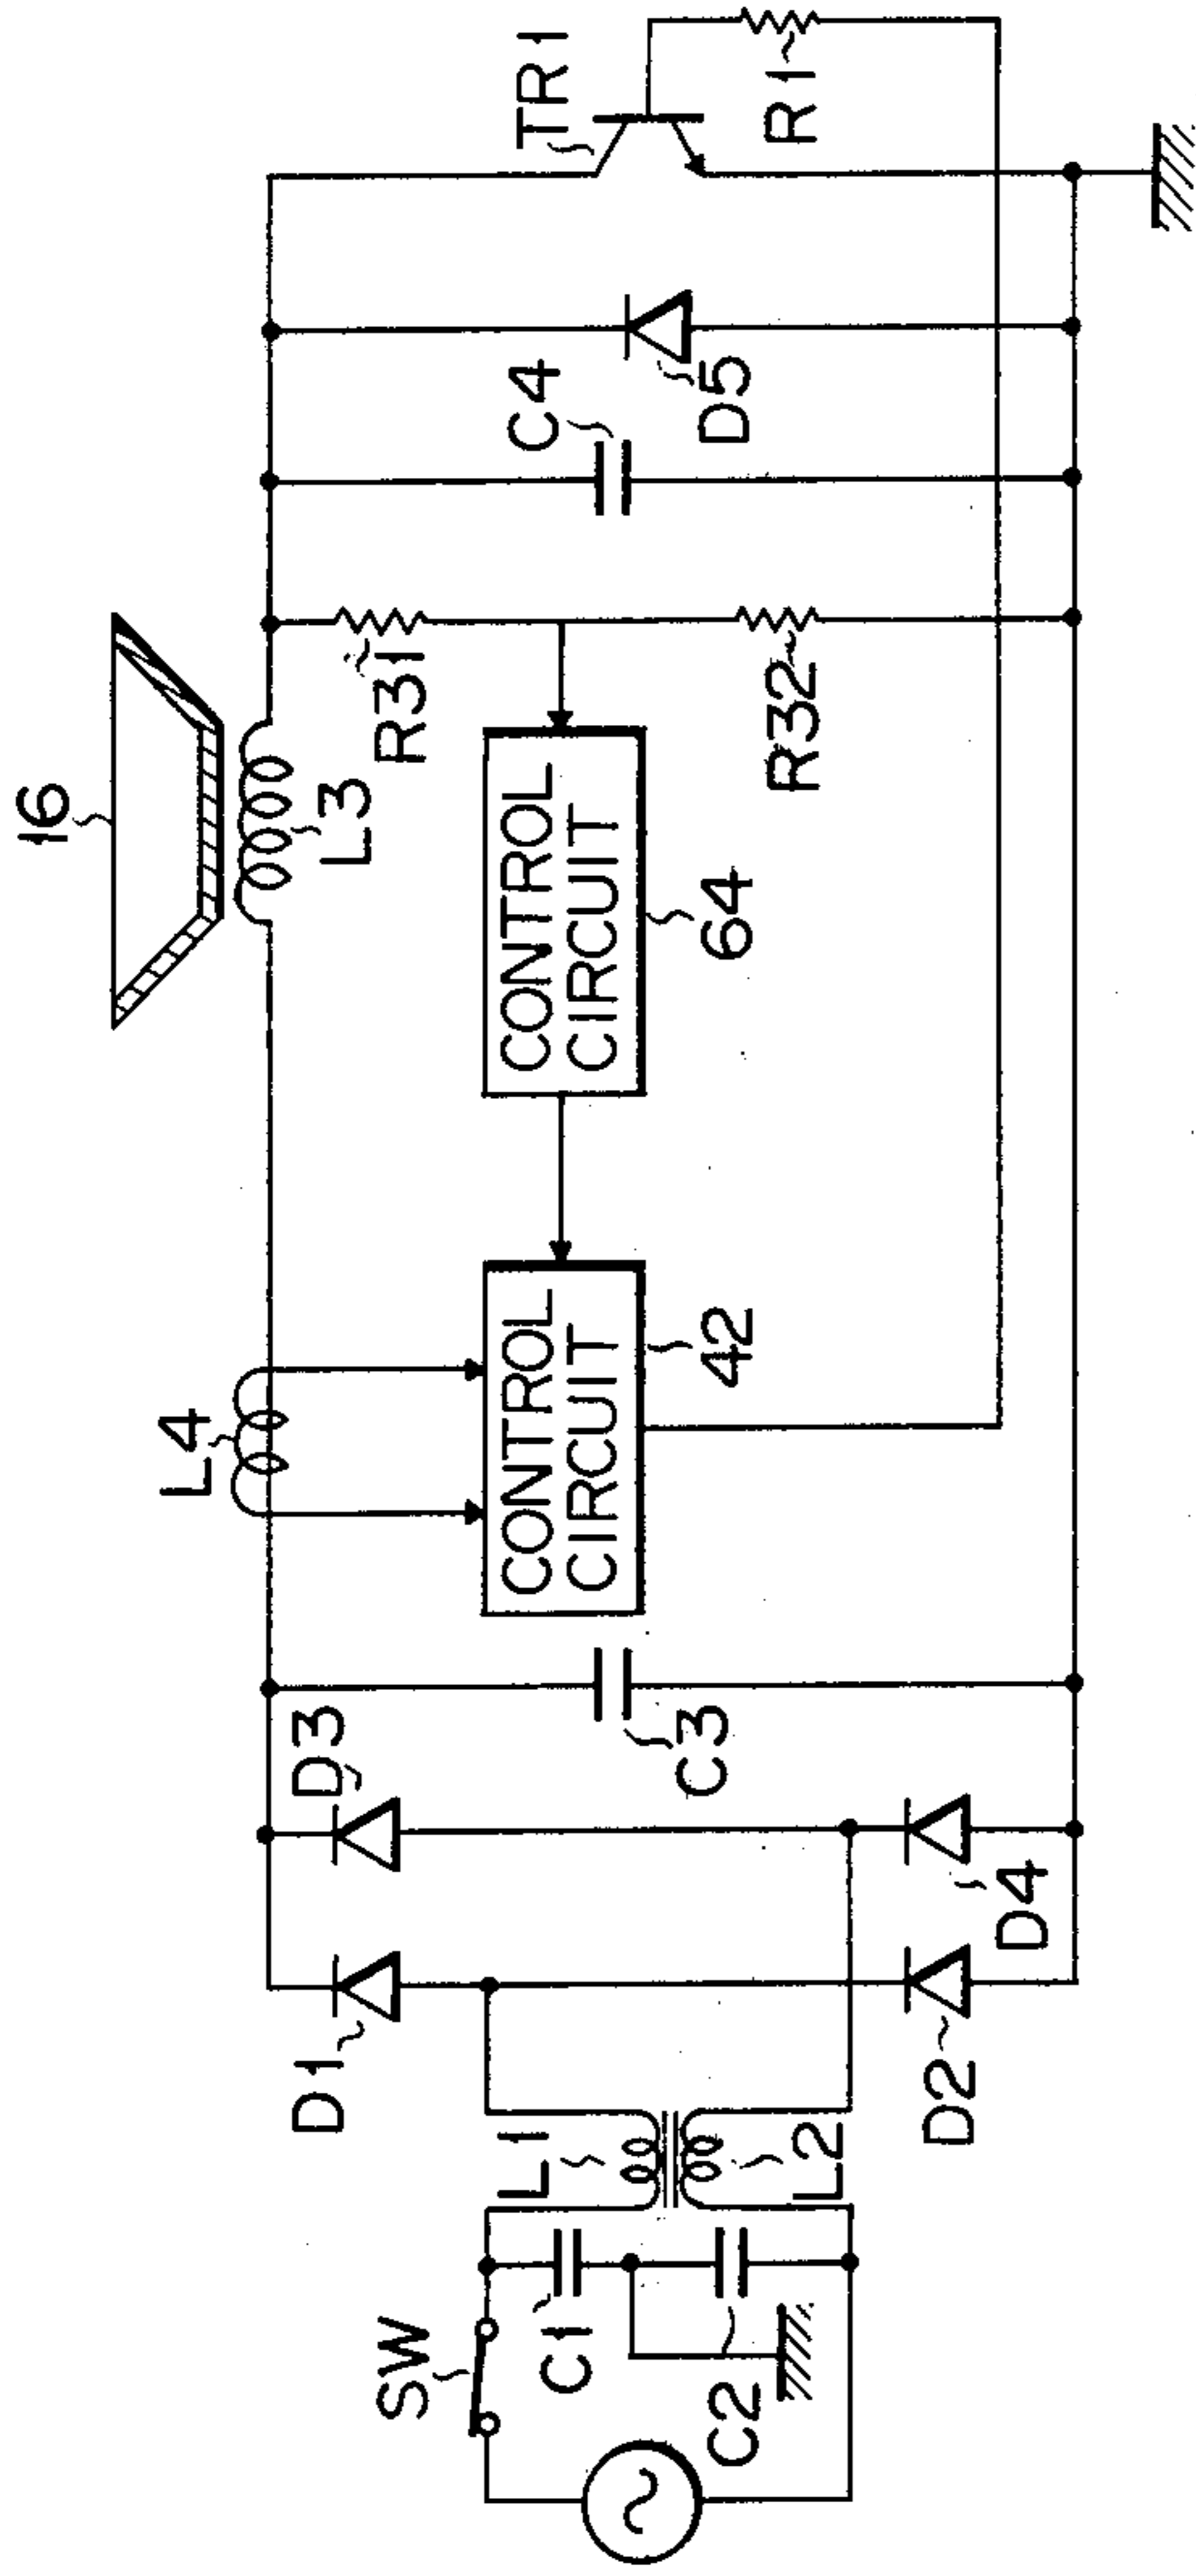 16
L4
L3
TR1
R1
SW
L1
D1
D3
CONTROL
CIRCUIT
42
CONTROL
CIRCUIT
64
R31
C4
C1
C2
L2
D2
D4
C3
R32
D5